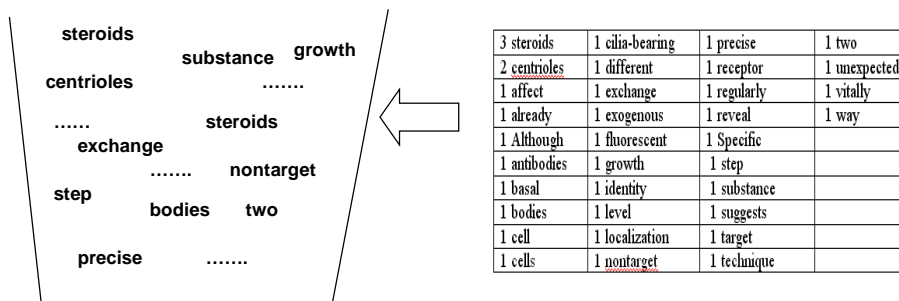 steroids
substance growth
centrioles .......
...... steroids
exchange
....... nontarget
step
bodies two
precise .......
3 steroids 1 cilia-bearing 1 precise 1 two
2 centrioles 1 different 1 receptor 1 unexpected
1 affect 1 exchange 1 regularly 1 vitally
1 already 1 exogenous 1 reveal 1 way
1 Although 1 fluorescent 1 Specific
1 antibodies 1 growth 1 step
1 basal 1 identity 1 substance
1 bodies 1 level 1 suggests
1 cell 1 localization 1 target
1 cells 1 nontarget 1 technique